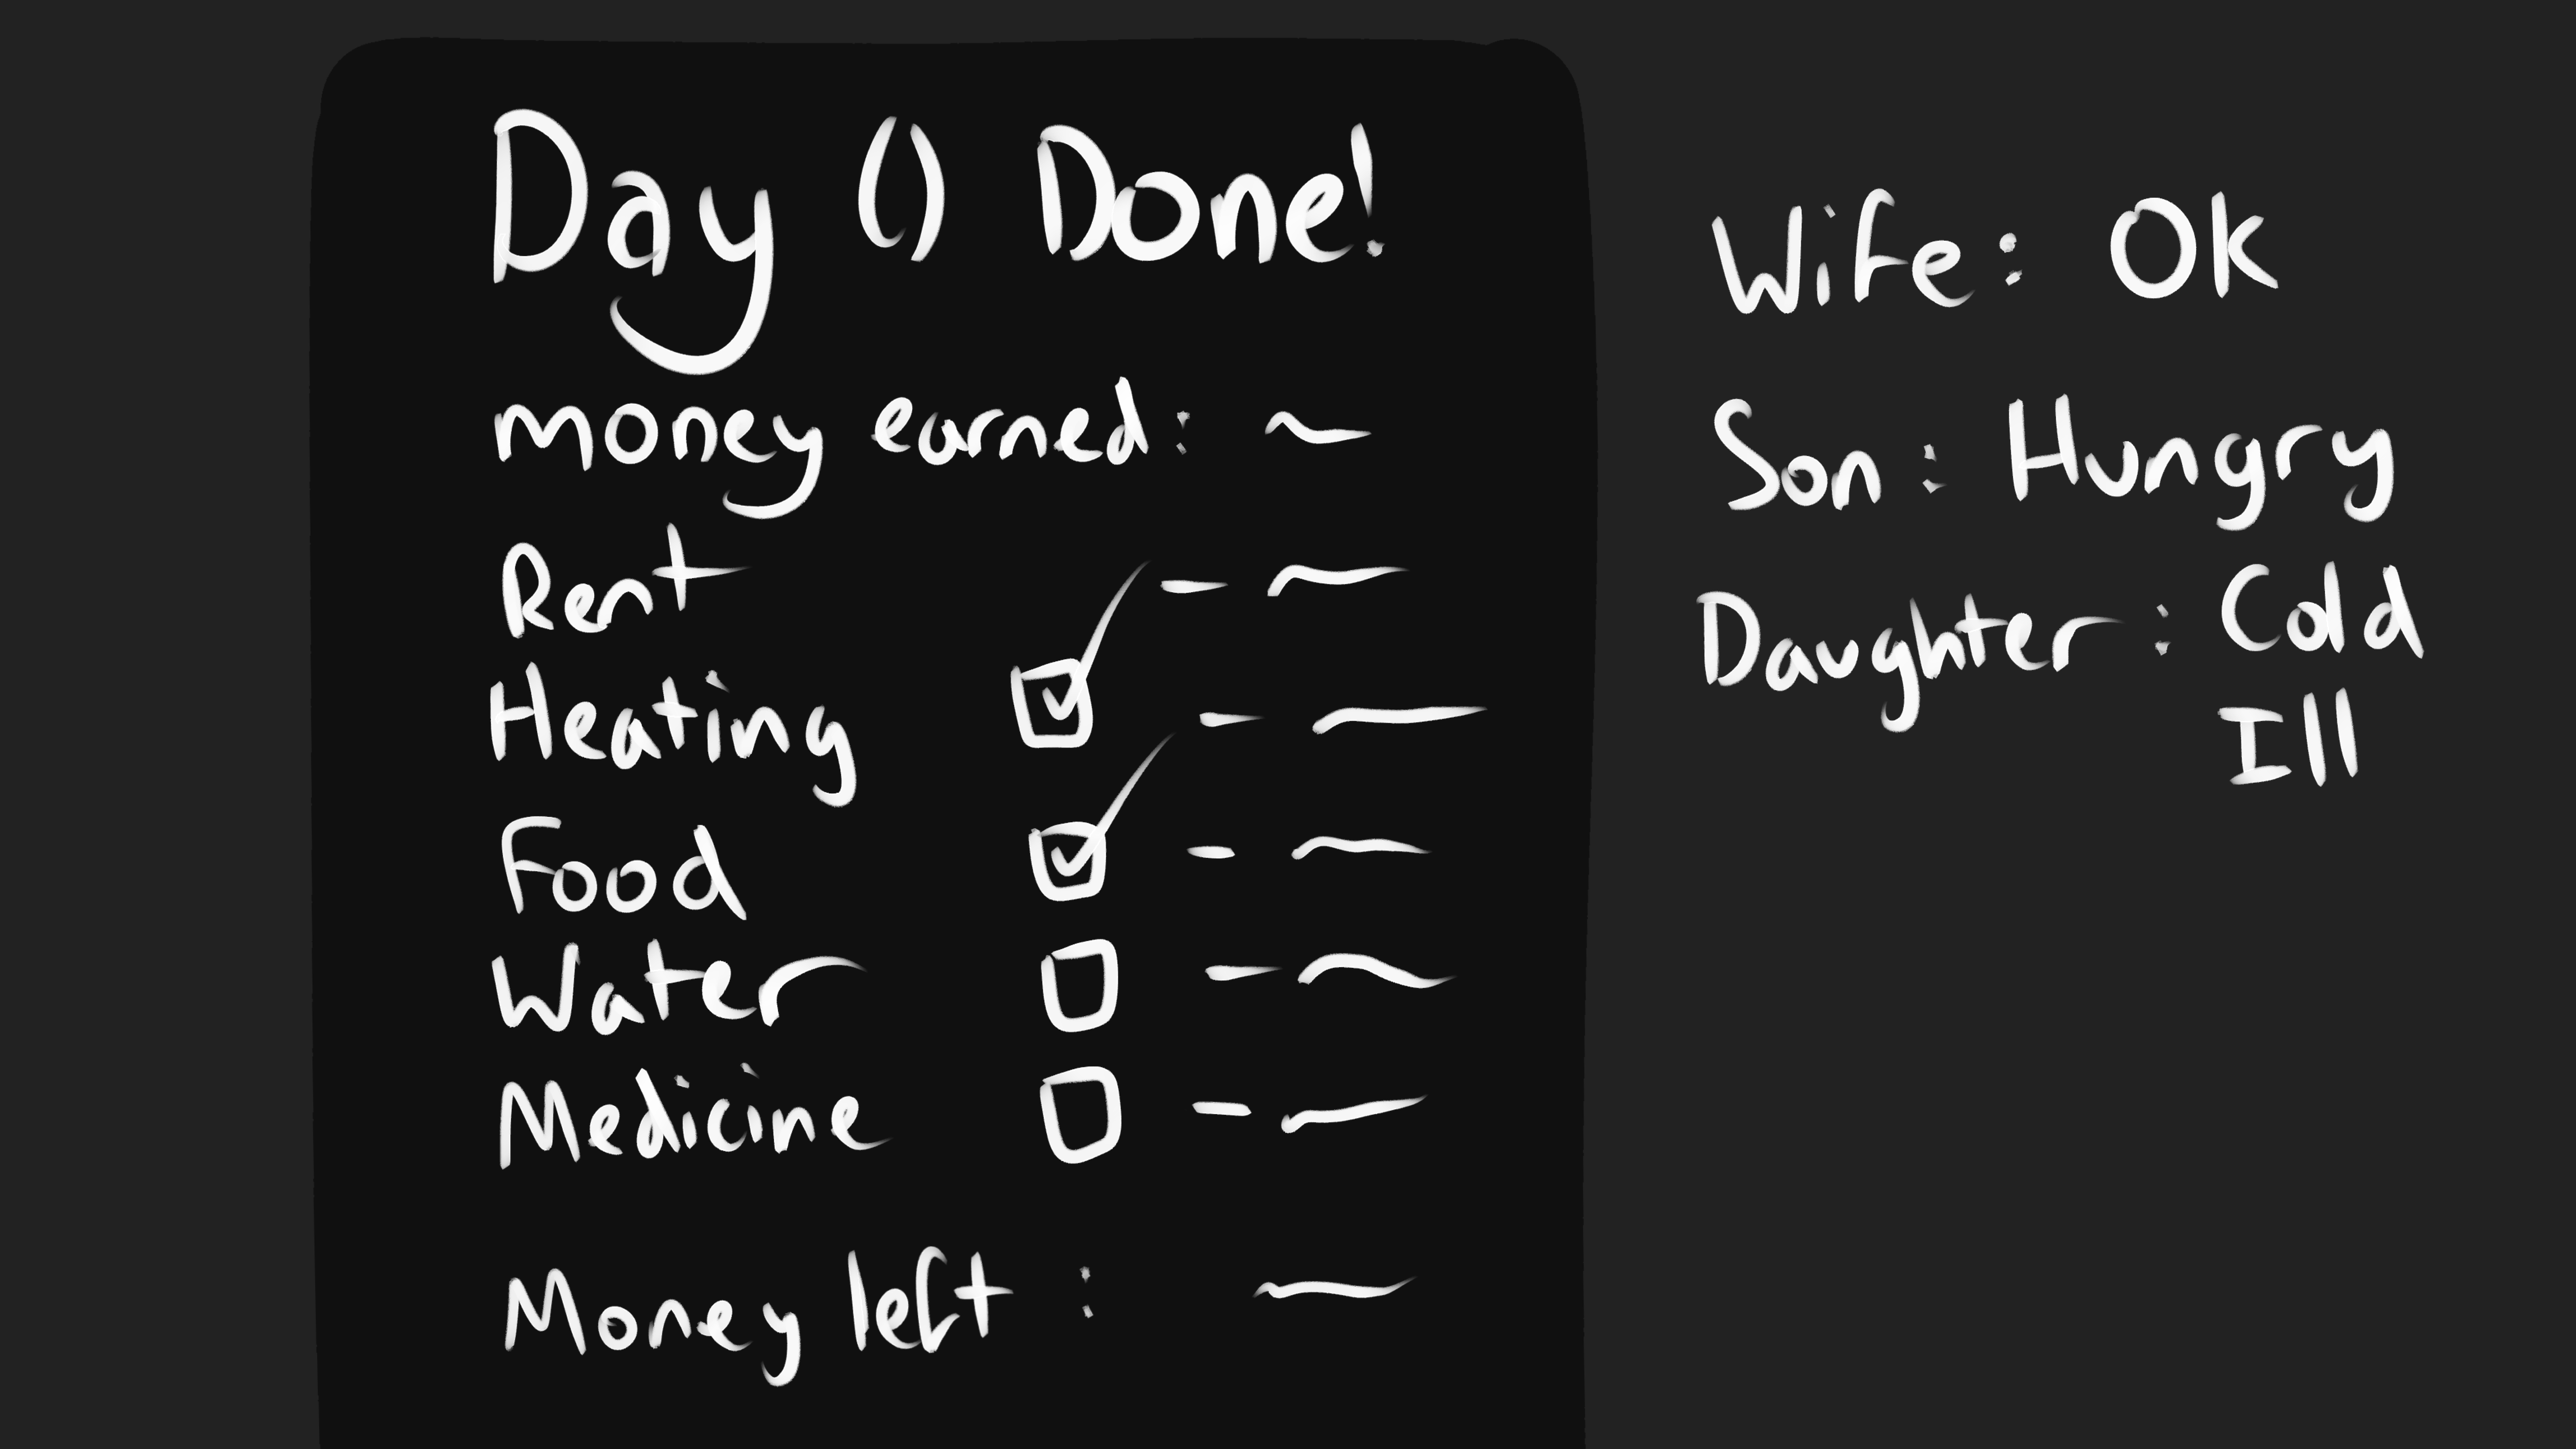 Day () Done!
money earned: ~
Rent -
Heating -
Food -
Water -
Medicine -
Money left :
Wife: Ok
Son: Hungry
Daughter: Cold
Ill